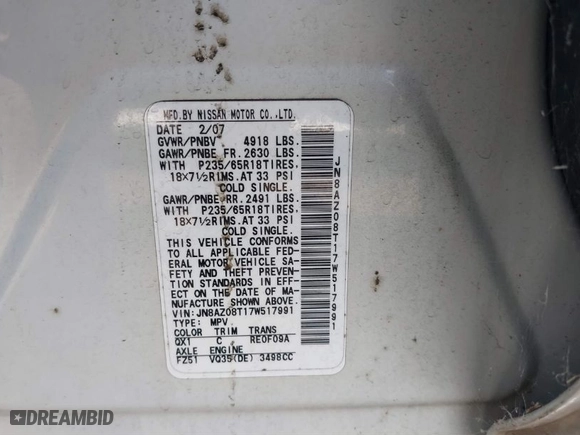 MFD.BY NISSAN MOTOR CO.,LTD.
DATE 2/07
GVWR/PNBV 4918 LBS.
GAWR/PNBE FR. 2630 LBS.
WITH P235/65R18TIRES.
18×7½RIMS.AT 33 PSI
COLD SINGLE.
GAWR/PNBE RR. 2491 LBS.
WITH P235/65R18TIRES.
18×7½RIMS.AT 33 PSI
COLD SINGLE.
THIS VEHICLE CONFORMS
TO ALL APPLICABLE FED-
ERAL MOTOR VEHICLE SA-
FETY AND THEFT PREVENT-
ION STANDARDS IN EFF-
ECT ON THE DATE OF MA-
NUFACTURE SHOWN ABOVE.
VIN:JN8AZ08T17W517991
TYPE: MPV.
COLOR TRIM TRANS
QX1 C RE0F09A
AXLE ENGINE
FZ51 VQ35(DE) 3498CC
JN8AZ08T17W517991
DREAMBID